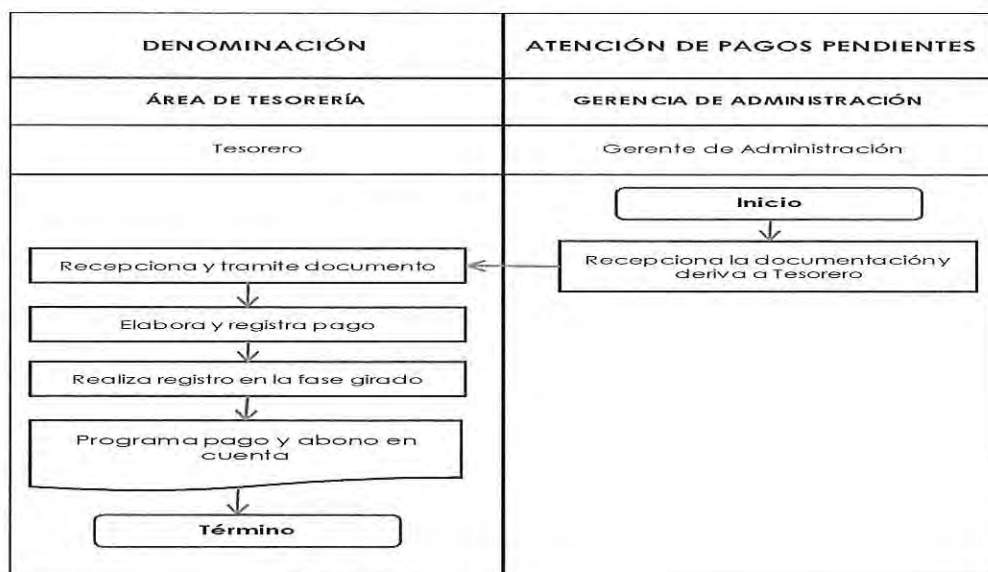 DENOMINACIÓN
ATENCIÓN DE PAGOS PENDIENTES
ÁREA DE TESORERÍA
GERENCIA DE ADMINISTRACIÓN
Tesorero
Gerente de Administración
Inicio
Recepciona la documentación y
deriva a Tesorero
Recepciona y tramite documento
Elabora y registra pago
Realiza registro en la fase girado
Programa pago y abono en
cuenta
Término